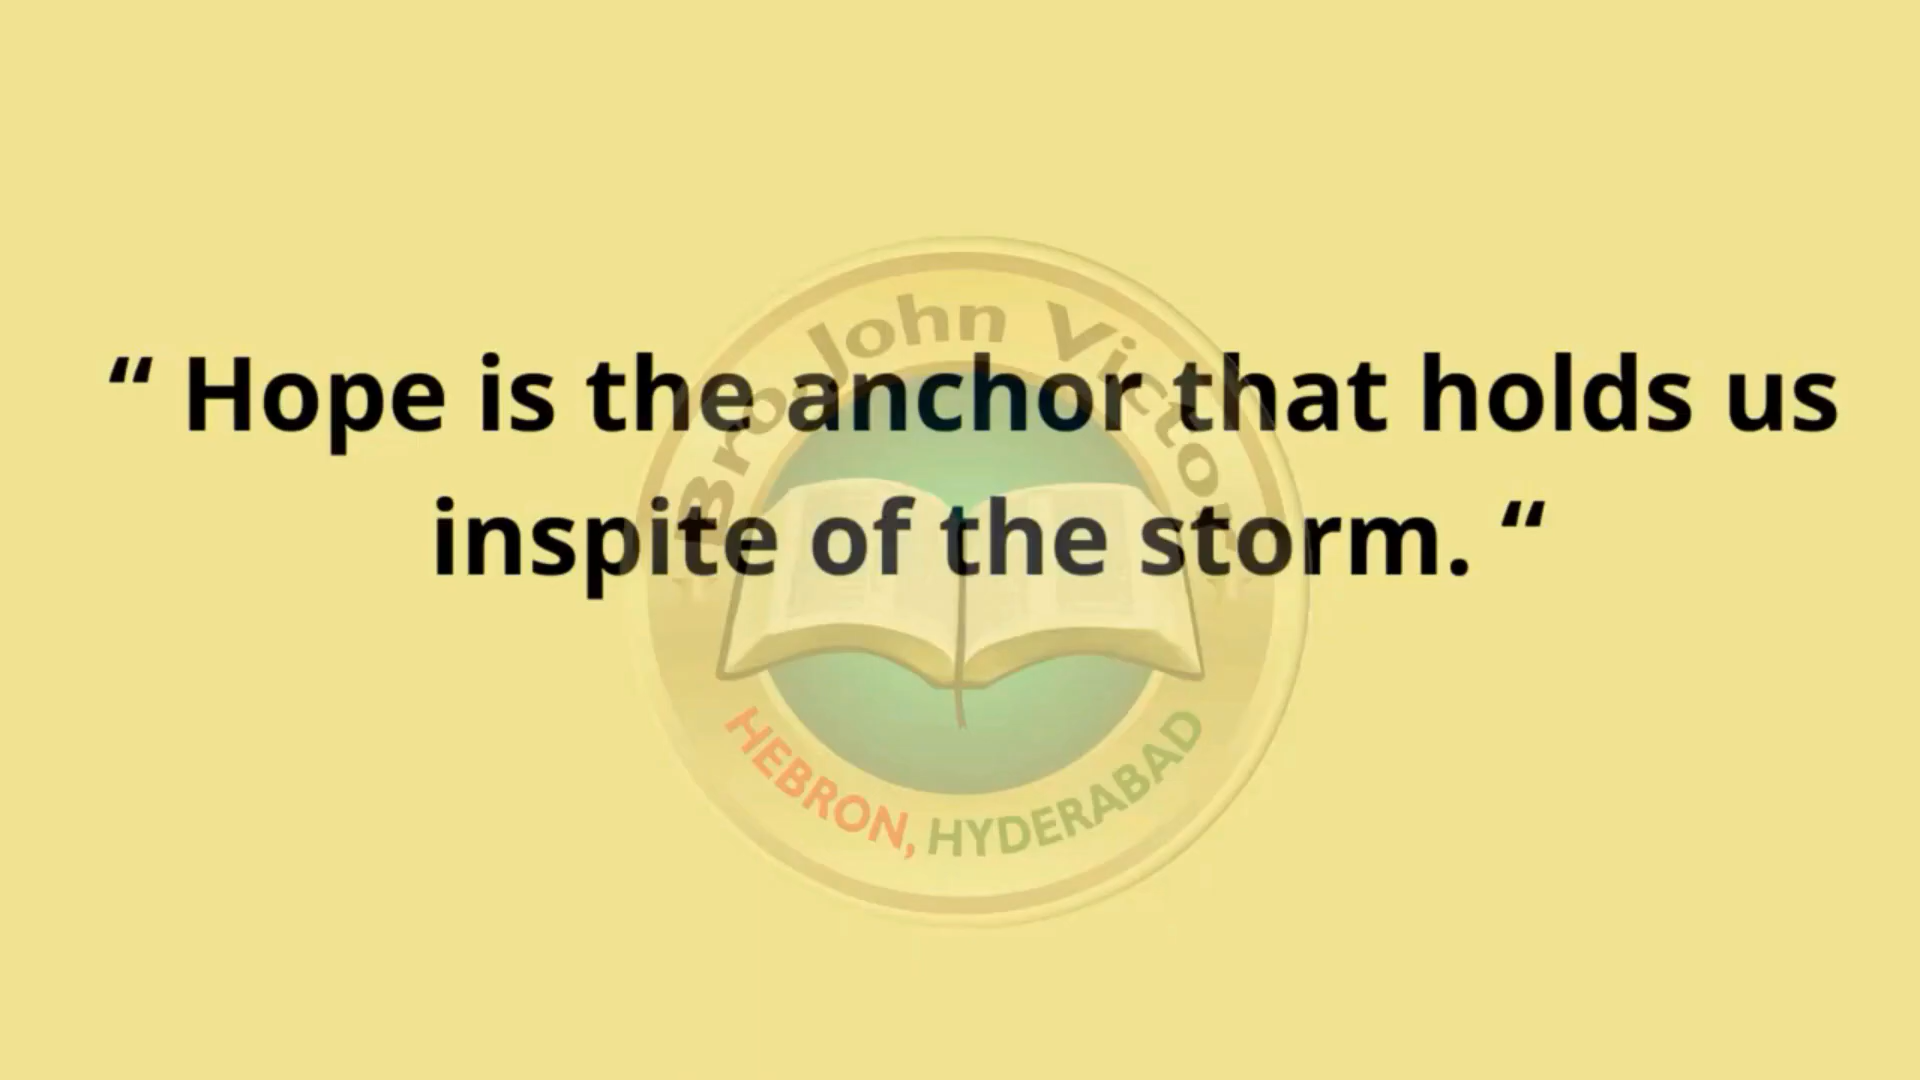 “ Hope is the anchor that holds us
inspite of the storm. “
Bro John Victor
HEBRON, HYDERABAD